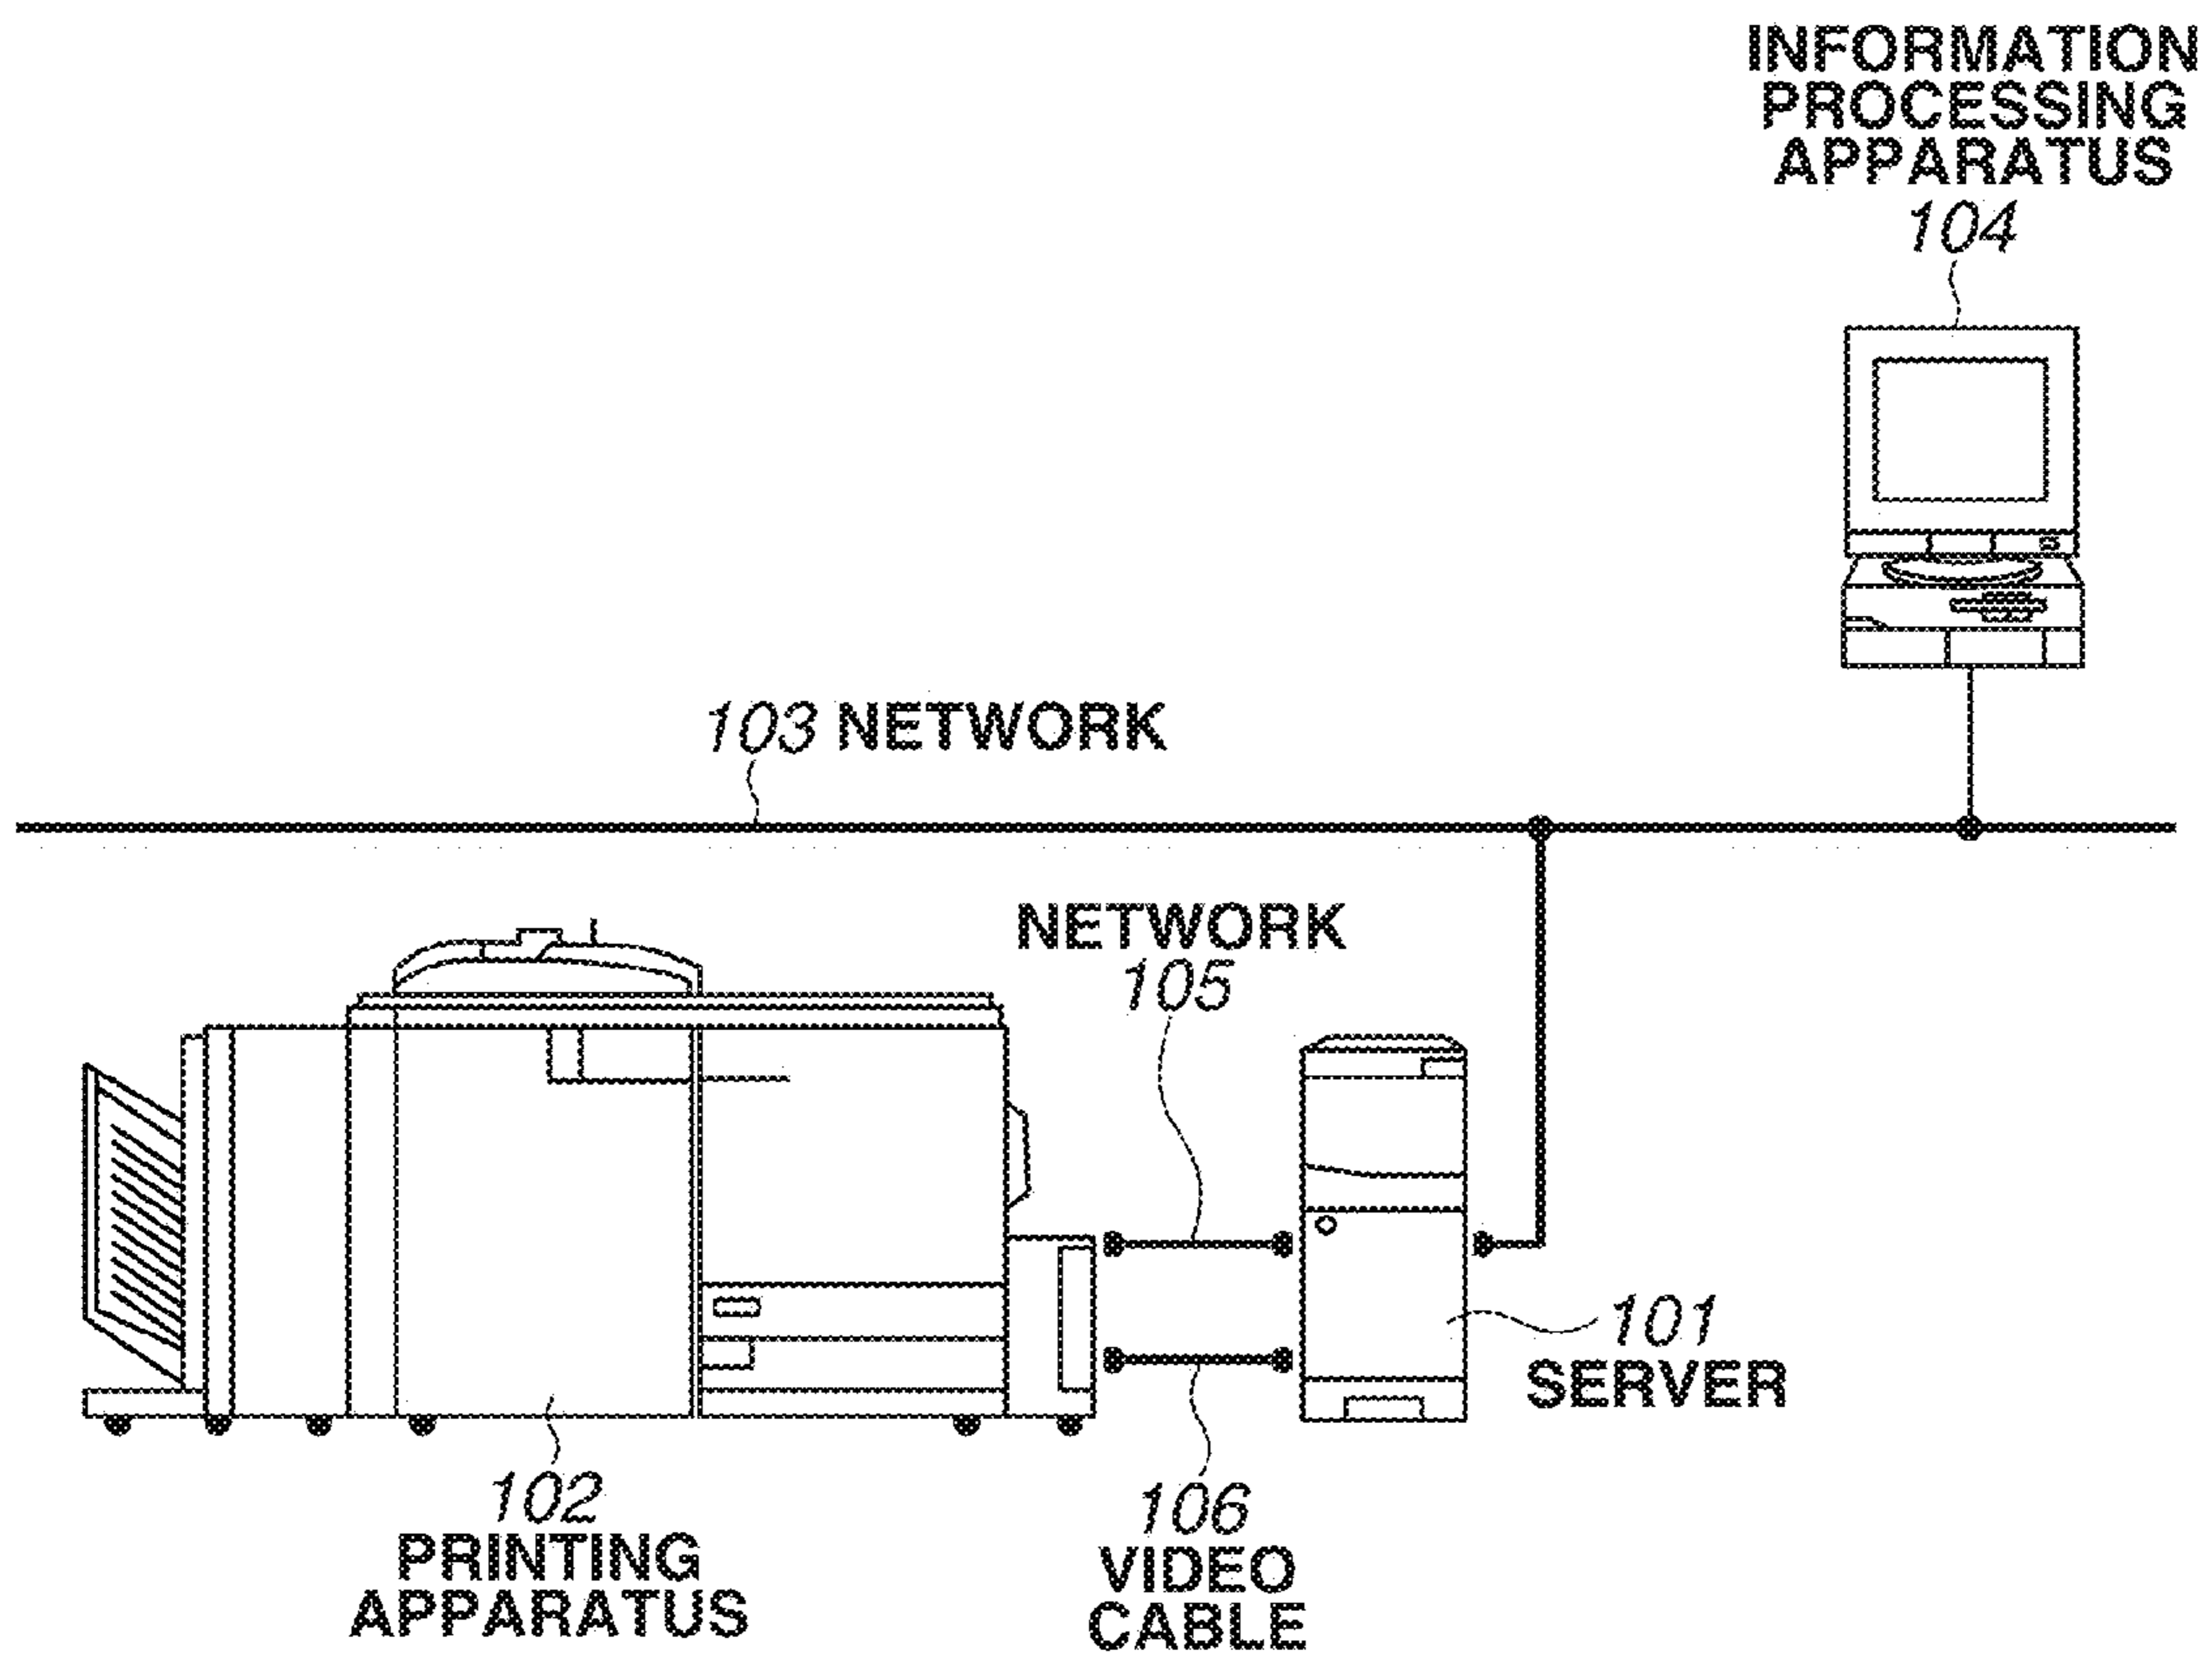 INFORMATION
PROCESSING
APPARATUS
104
103 NETWORK
NETWORK
105
101
SERVER
102
PRINTING
APPARATUS
106
VIDEO
CABLE